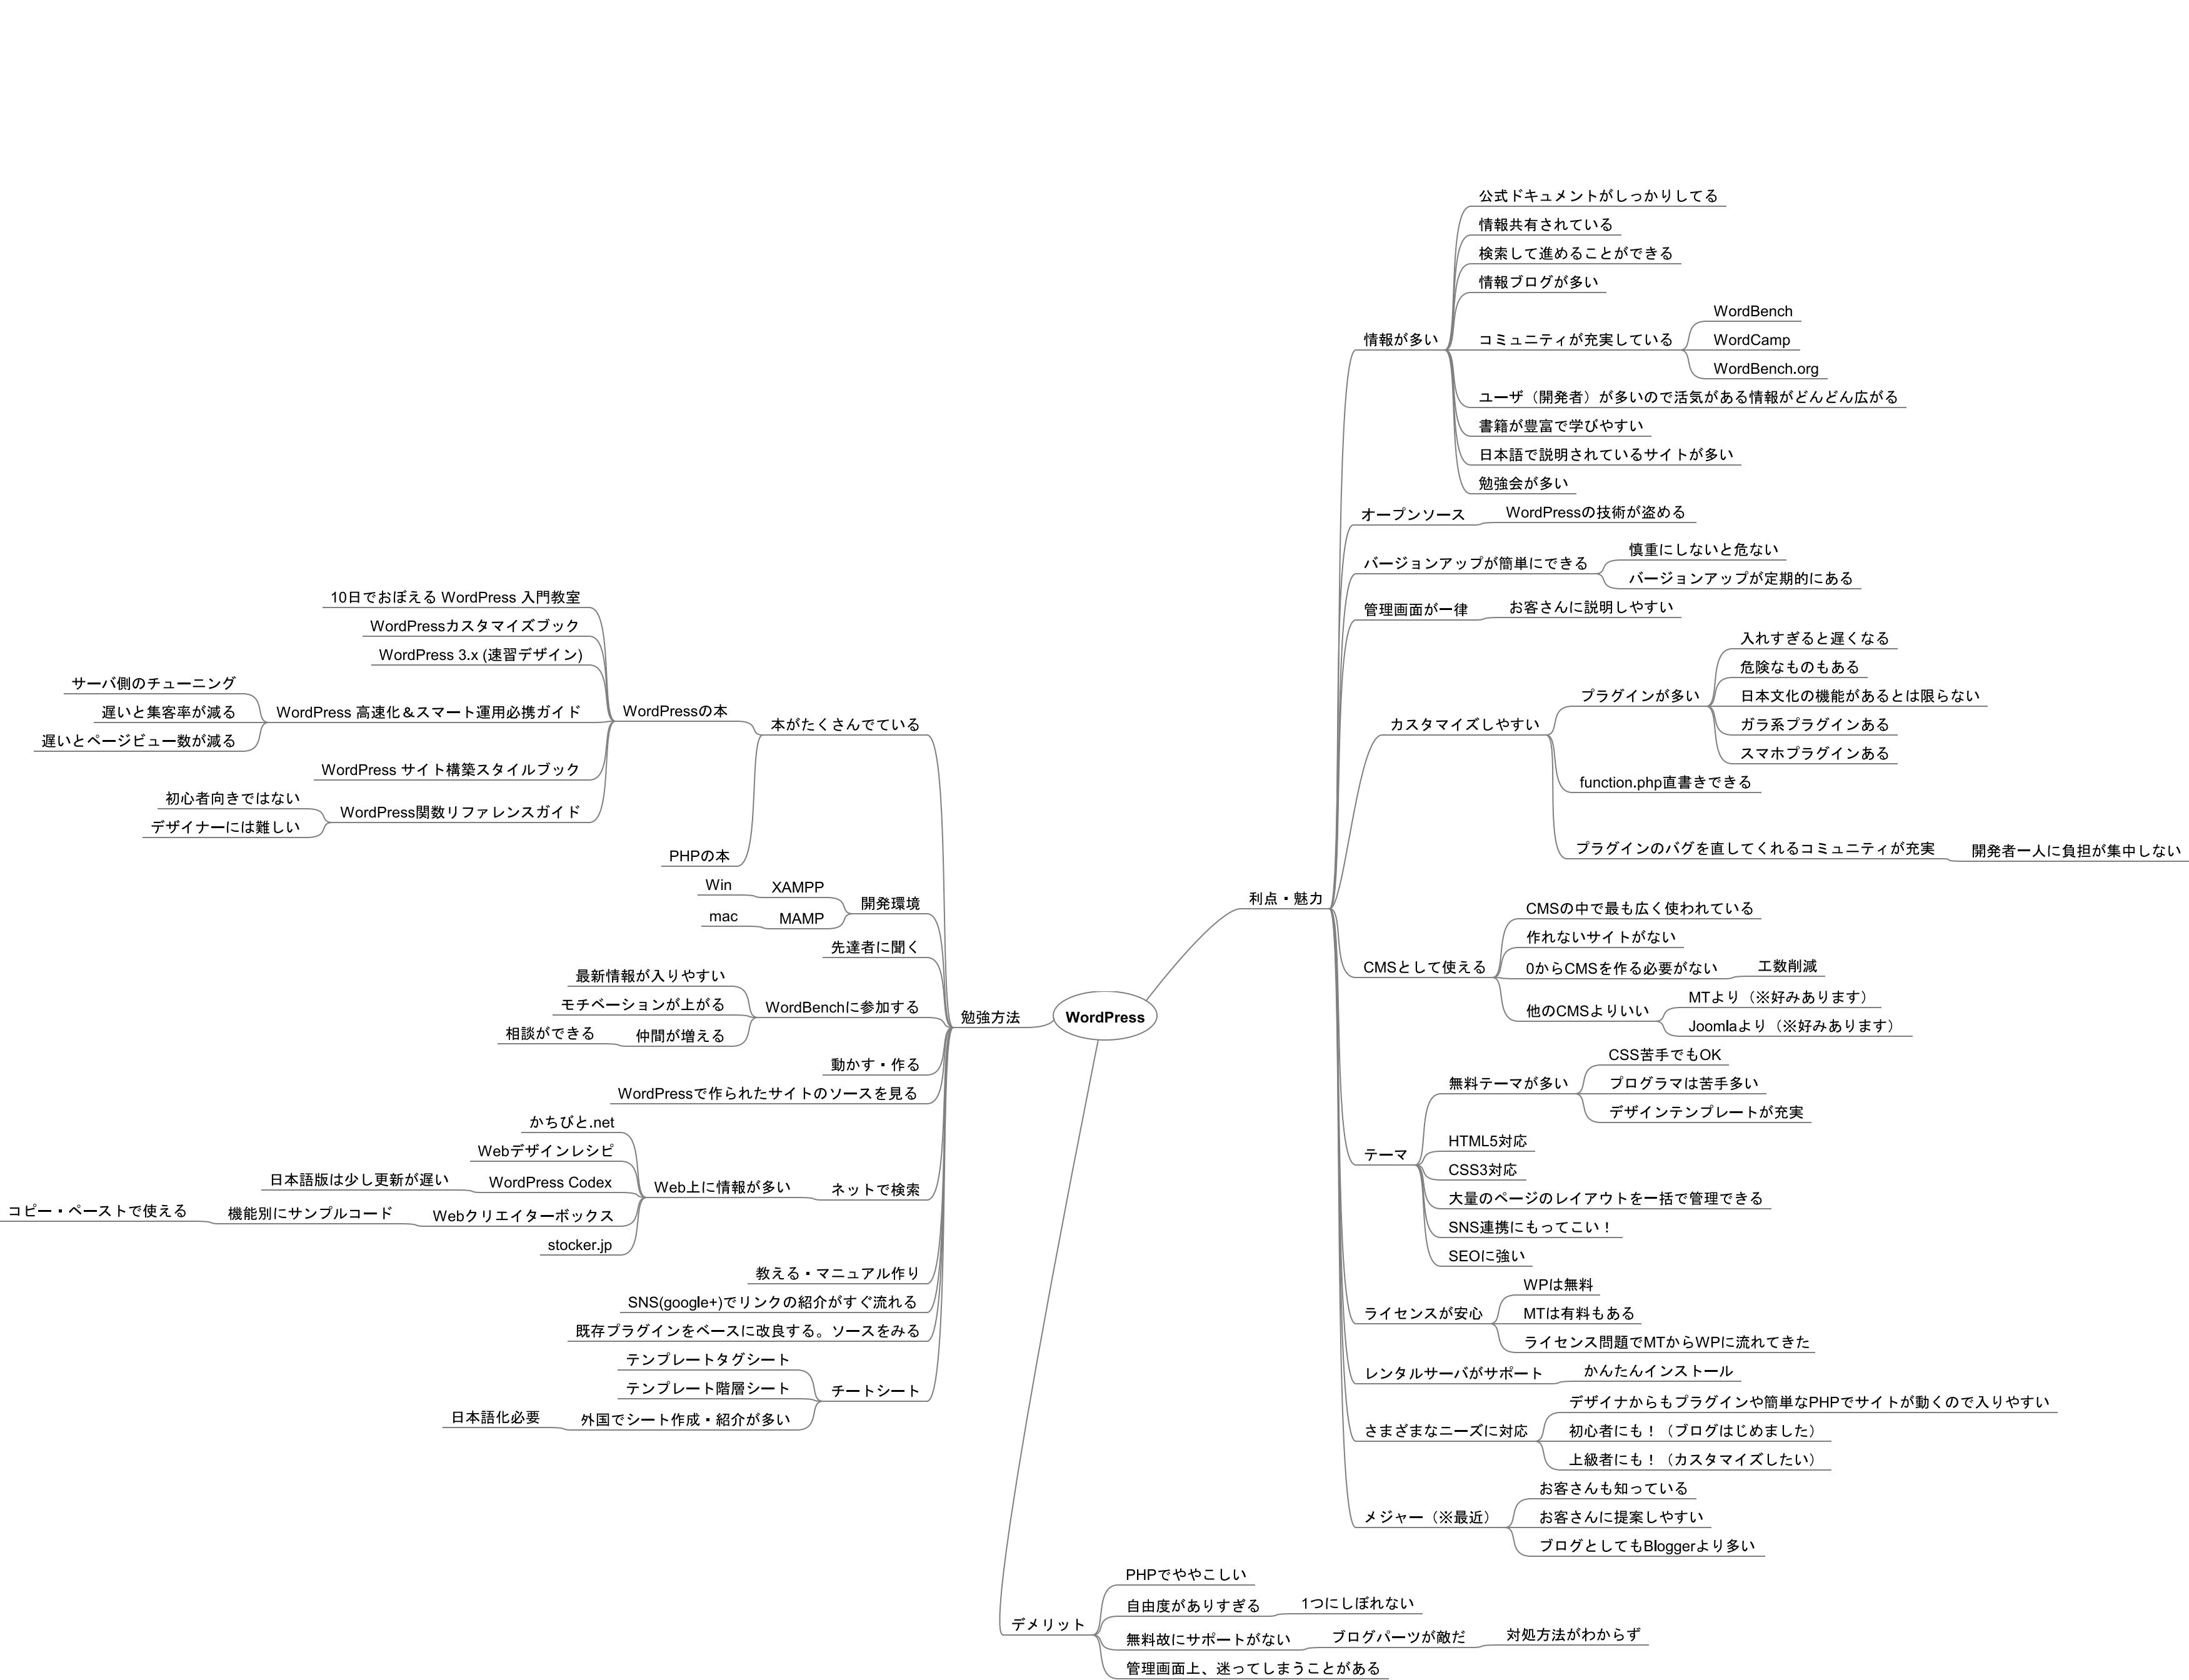 WordPress
利点・魅力
情報が多い
公式ドキュメントがしっかりしてる
情報共有されている
検索して進めることができる
情報ブログが多い
コミュニティが充実している
WordBench
WordCamp
WordBench.org
ユーザ（開発者）が多いので活気がある情報がどんどん広がる
書籍が豊富で学びやすい
日本語で説明されているサイトが多い
勉強会が多い
オープンソース
WordPressの技術が盗める
バージョンアップが簡単にできる
慎重にしないと危ない
バージョンアップが定期的にある
管理画面が一律
お客さんに説明しやすい
カスタマイズしやすい
プラグインが多い
入れすぎると遅くなる
危険なものもある
日本文化の機能があるとは限らない
ガラ系プラグインある
スマホプラグインある
function.php直書きできる
プラグインのバグを直してくれるコミュニティが充実
開発者一人に負担が集中しない
CMSとして使える
CMSの中で最も広く使われている
作れないサイトがない
0からCMSを作る必要がない
工数削減
他のCMSよりいい
MTより（※好みあります）
Joomlaより（※好みあります）
テーマ
無料テーマが多い
CSS苦手でもOK
プログラマは苦手多い
デザインテンプレートが充実
HTML5対応
CSS3対応
大量のページのレイアウトを一括で管理できる
SNS連携にもってこい！
SEOに強い
ライセンスが安心
WPは無料
MTは有料もある
ライセンス問題でMTからWPに流れてきた
レンタルサーバがサポート
かんたんインストール
さまざまなニーズに対応
デザイナからもプラグインや簡単なPHPでサイトが動くので入りやすい
初心者にも！（ブログはじめました）
上級者にも！（カスタマイズしたい）
メジャー（※最近）
お客さんも知っている
お客さんに提案しやすい
ブログとしてもBloggerより多い
デメリット
PHPでややこしい
自由度がありすぎる
1つにしぼれない
無料故にサポートがない
ブログパーツが敵だ
対処方法がわからず
管理画面上、迷ってしまうことがある
勉強方法
本がたくさんでている
WordPressの本
10日でおぼえる WordPress 入門教室
WordPressカスタマイズブック
WordPress 3.x (速習デザイン)
WordPress 高速化＆スマート運用必携ガイド
サーバ側のチューニング
遅いと集客率が減る
遅いとページビュー数が減る
WordPress サイト構築スタイルブック
WordPress関数リファレンスガイド
初心者向きではない
デザイナーには難しい
PHPの本
開発環境
XAMPP
Win
MAMP
mac
先達者に聞く
WordBenchに参加する
最新情報が入りやすい
モチベーションが上がる
仲間が増える
相談ができる
動かす・作る
WordPressで作られたサイトのソースを見る
ネットで検索
Web上に情報が多い
かちびと.net
Webデザインレシピ
WordPress Codex
日本語版は少し更新が遅い
Webクリエイターボックス
機能別にサンプルコード
コピー・ペーストで使える
stocker.jp
教える・マニュアル作り
SNS(google+)でリンクの紹介がすぐ流れる
既存プラグインをベースに改良する。ソースをみる
チートシート
テンプレートタグシート
テンプレート階層シート
外国でシート作成・紹介が多い
日本語化必要